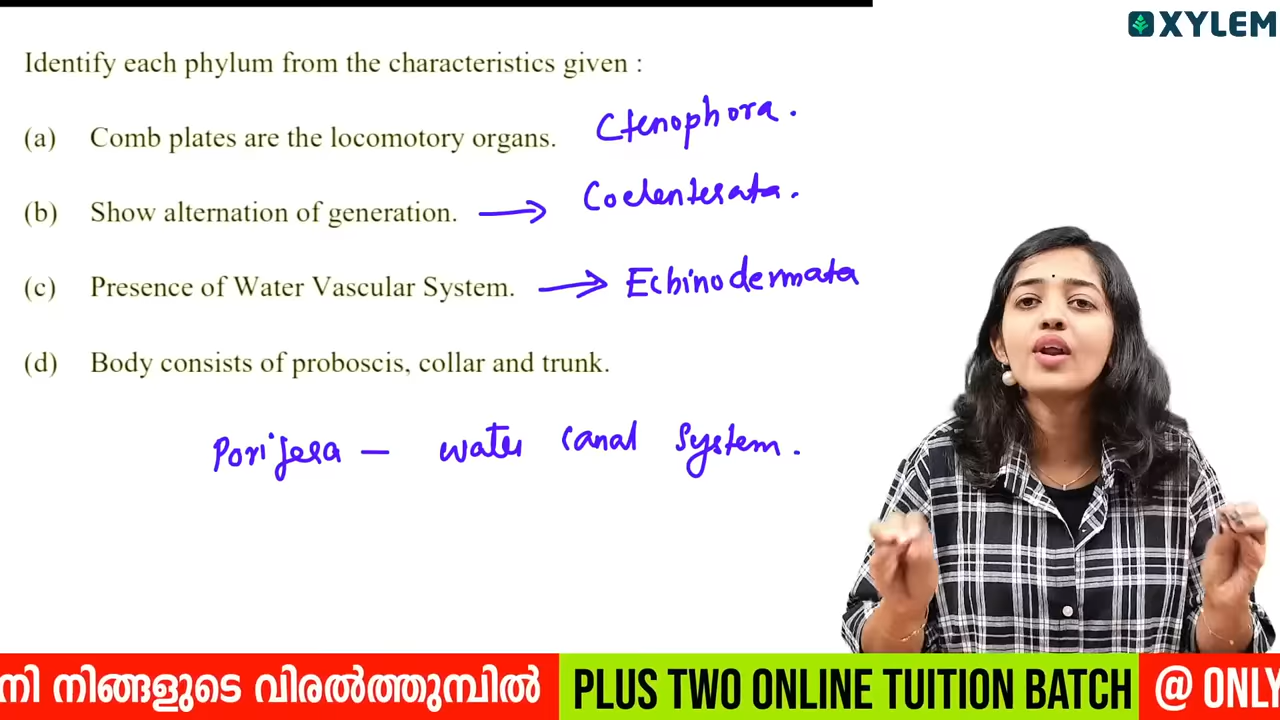 XYLEM
Identify each phylum from the characteristics given :
(a) Comb plates are the locomotory organs. Ctenophora.
(b) Show alternation of generation. → Coelenterata.
(c) Presence of Water Vascular System. → Echinodermata
(d) Body consists of proboscis, collar and trunk.
Porifera — water canal system.
നി നിങ്ങളുടെ വിരൽത്തുമ്പിൽ PLUS TWO ONLINE TUITION BATCH @ ONLY